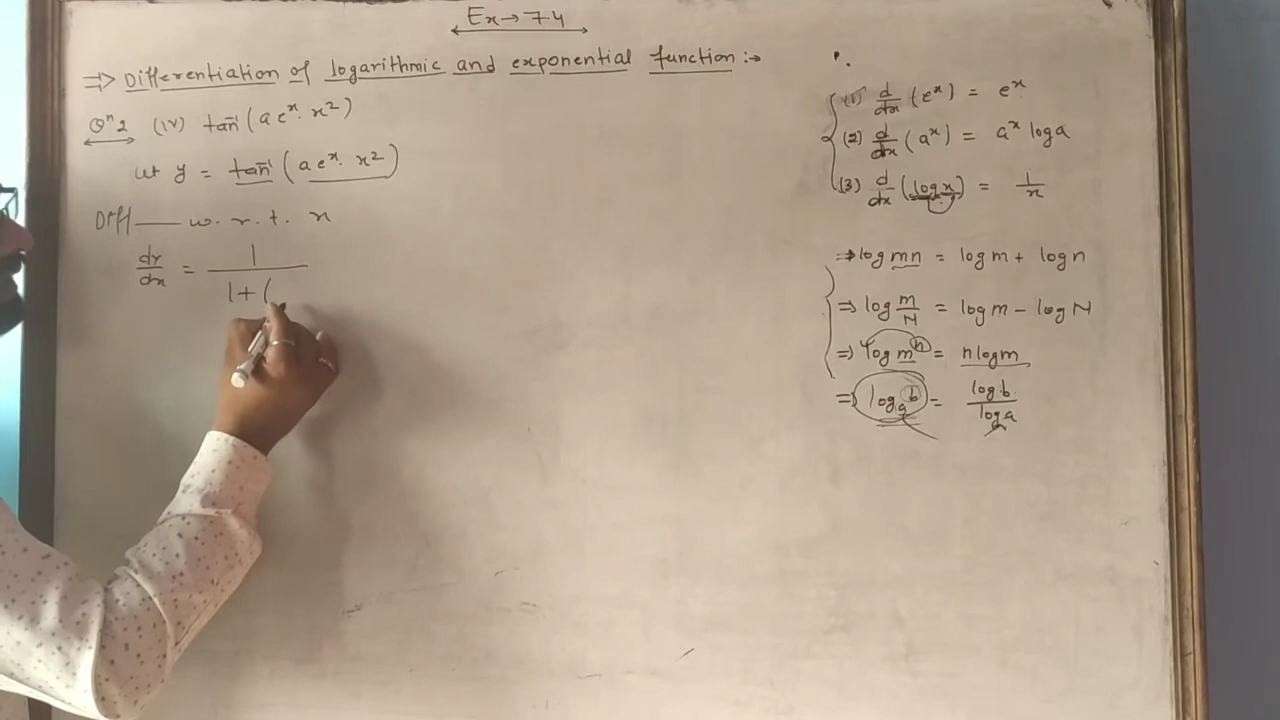 Ex → 7.4
⇒ Differentiation of logarithmic and exponential function :→
Qⁿ 2 (iv) tan⁻¹(a eˣ. x²)
Let y = tan⁻¹(a eˣ. x²)
Diff — w. r. t. x
dy/dx = 1/1+(
(1) d/dx (eˣ) = eˣ
(2) d/dx (aˣ) = aˣ log a
(3) d/dx (log x) = 1/x
⇒ log mn = log m + log n
⇒ log m/N = log m − log N
⇒ log mⁿ = n log m
⇒ logₐ b = log b/log a